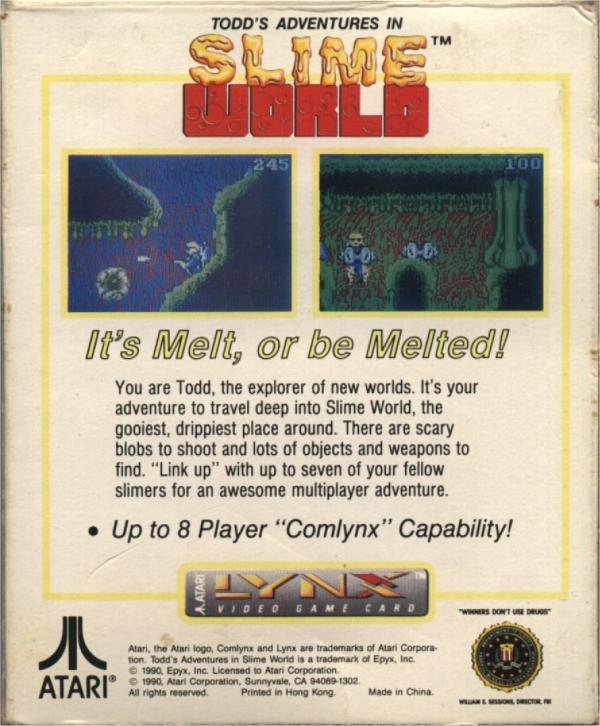 TODD'S ADVENTURES IN
SLIME™
WORLD
245
100
It's Melt, or be Melted!
You are Todd, the explorer of new worlds. It's your
adventure to travel deep into Slime World, the
gooiest, drippiest place around. There are scary
blobs to shoot and lots of objects and weapons to
find. "Link up" with up to seven of your fellow
slimers for an awesome multiplayer adventure.
• Up to 8 Player "Comlynx" Capability!
ATARI
LYNX™
VIDEO GAME CARD
ATARI®
Atari, the Atari logo, Comlynx and Lynx are trademarks of Atari Corpora-
tion. Todd's Adventures in Slime World is a trademark of Epyx, Inc.
© 1990, Epyx, Inc. Licensed to Atari Corporation.
© 1990, Atari Corporation, Sunnyvale, CA 94089-1302.
All rights reserved. Printed in Hong Kong. Made in China.
"WINNERS DON'T USE DRUGS"
WILLIAM S. SESSIONS, DIRECTOR, FBI